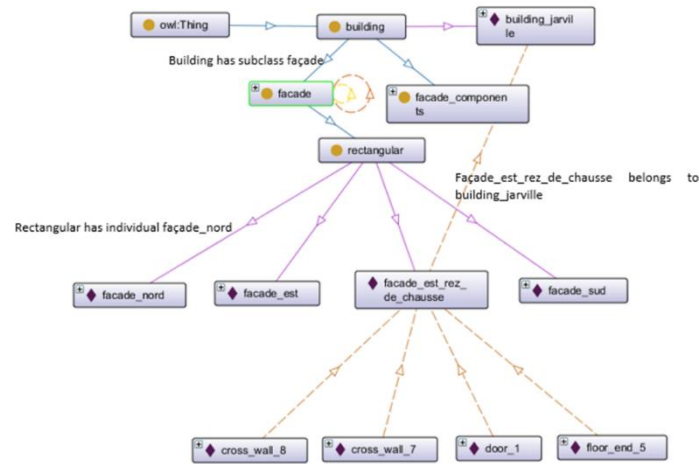 owl:Thing
building
building_jarvil
le
Building has subclass façade
facade
facade_componen
ts
rectangular
Façade_est_rez_de_chausse belongs to
building_jarville
Rectangular has individual façade_nord
facade_nord
facade_est
facade_est_rez_
de_chausse
facade_sud
cross_wall_8
cross_wall_7
door_1
floor_end_5